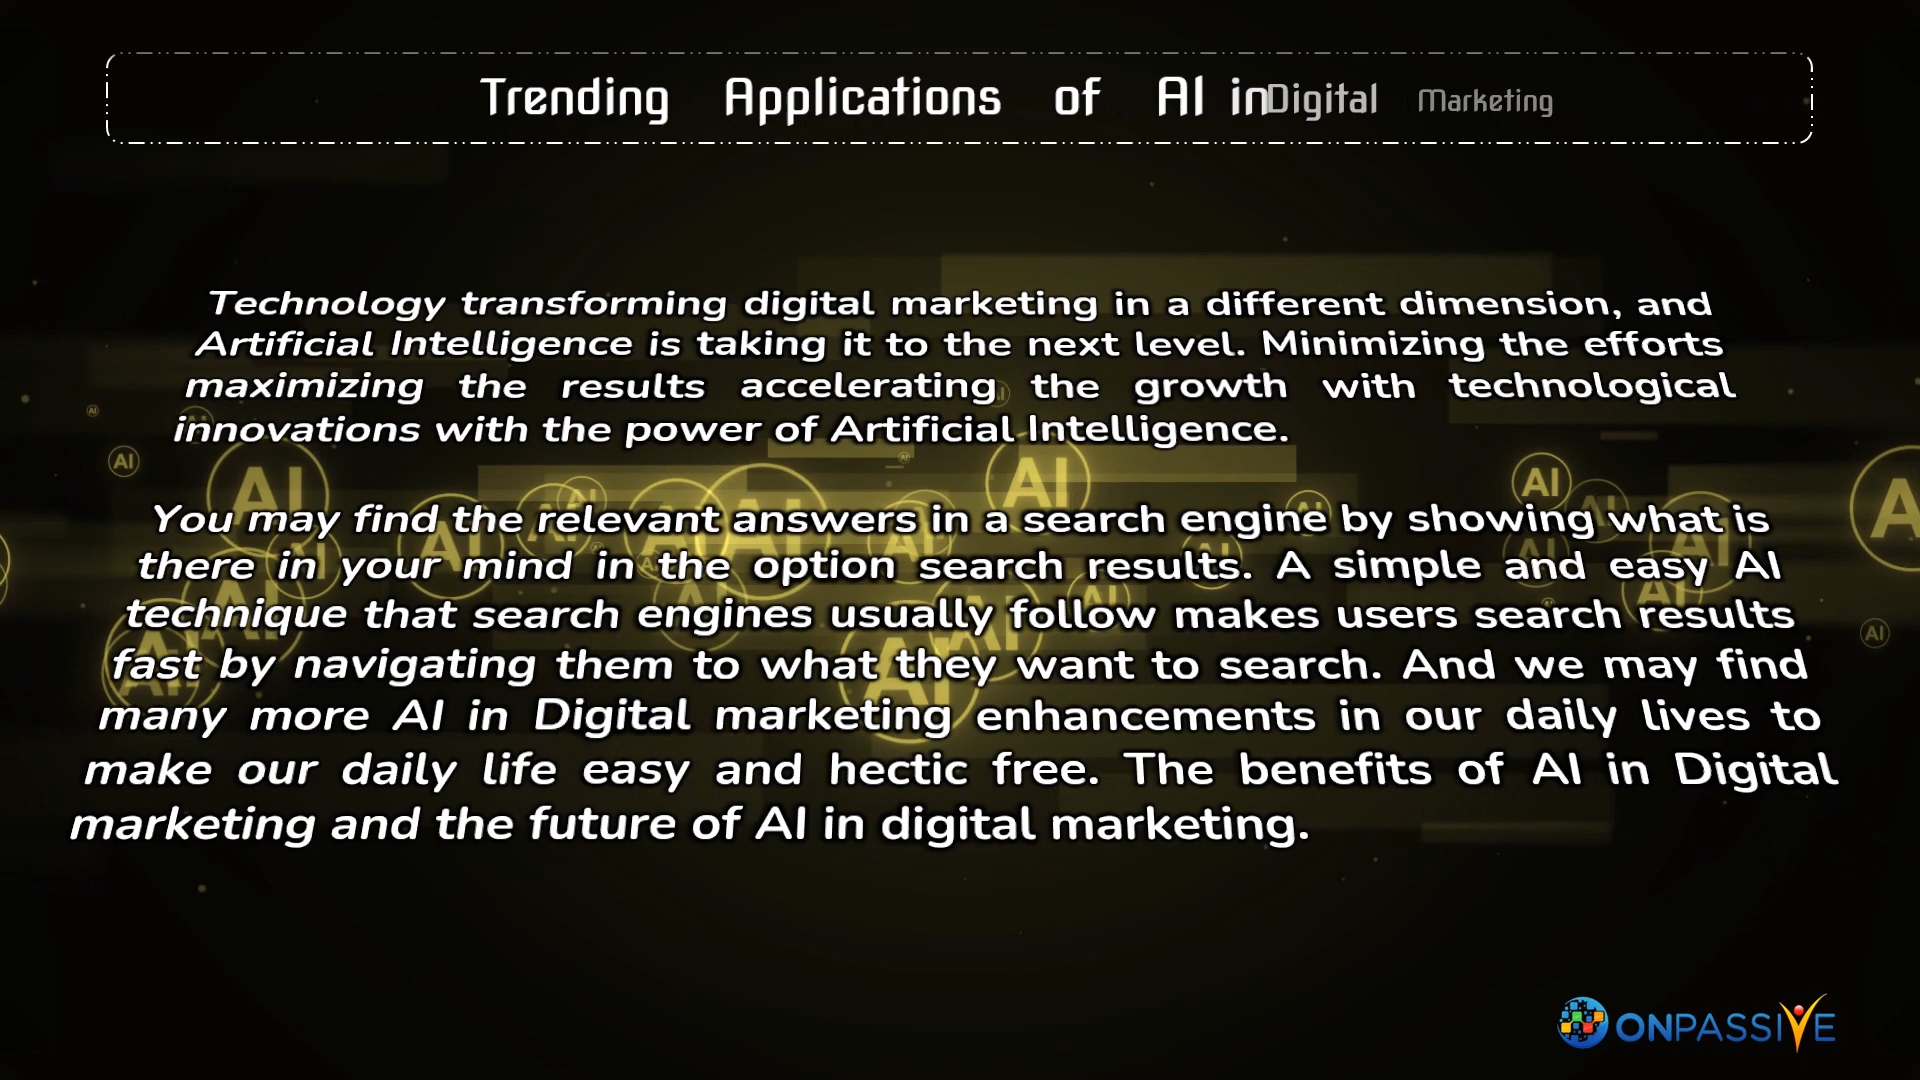 Trending Applications of AI in Digital Marketing
Technology transforming digital marketing in a different dimension, and
Artificial Intelligence is taking it to the next level. Minimizing the efforts
maximizing the results accelerating the growth with technological
innovations with the power of Artificial Intelligence.
You may find the relevant answers in a search engine by showing what is
there in your mind in the option search results. A simple and easy AI
technique that search engines usually follow makes users search results
fast by navigating them to what they want to search. And we may find
many more AI in Digital marketing enhancements in our daily lives to
make our daily life easy and hectic free. The benefits of AI in Digital
marketing and the future of AI in digital marketing.
ONPASSIVE